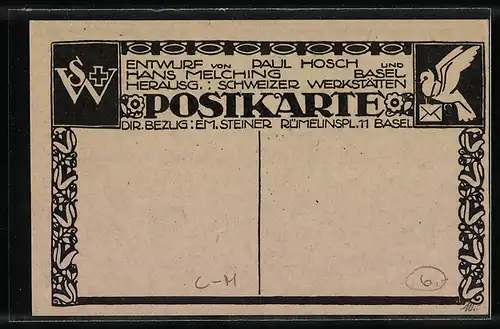 SW
ENTWURF VON PAUL HOSCH UND
HANS MELCHING BASEL
HERAUSG.: SCHWEIZER WERKSTÄTTEN
POSTKARTE
DIR. BEZUG: EM. STEINER RÜMELINSPL. 11 BASEL
C-M
6,-